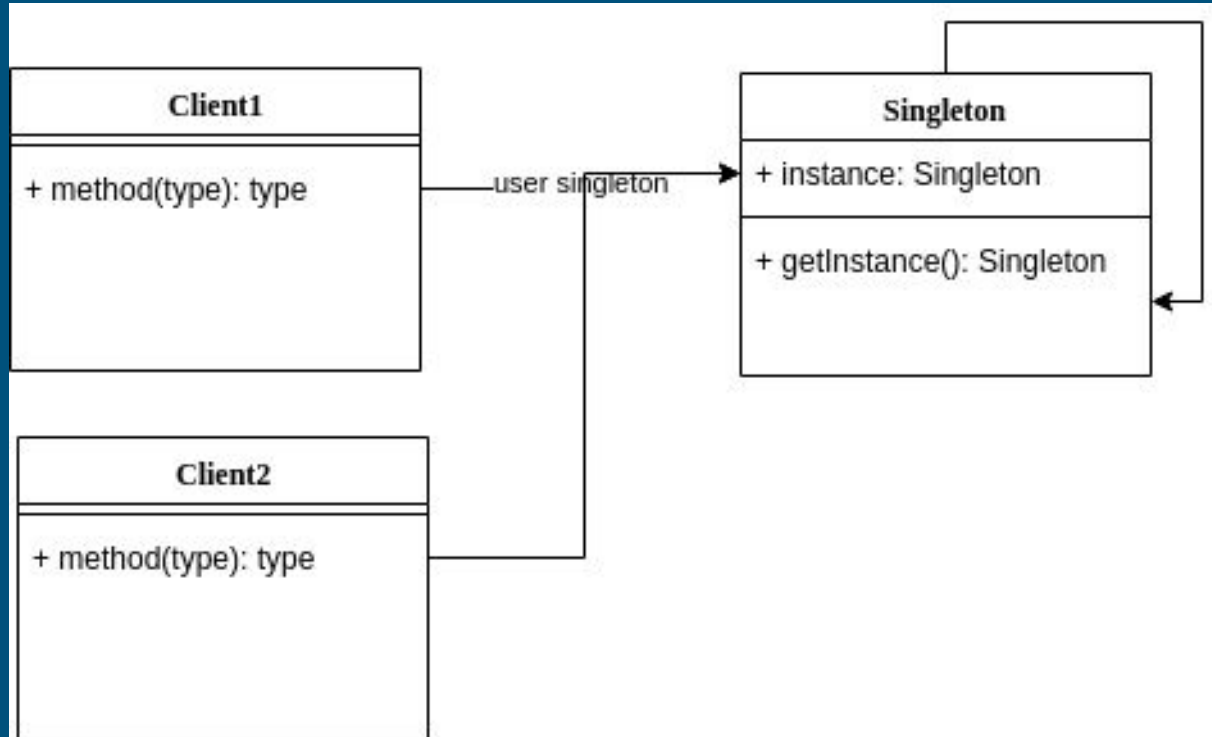 Client1
+ method(type): type
user singleton
Singleton
+ instance: Singleton
+ getInstance(): Singleton
Client2
+ method(type): type